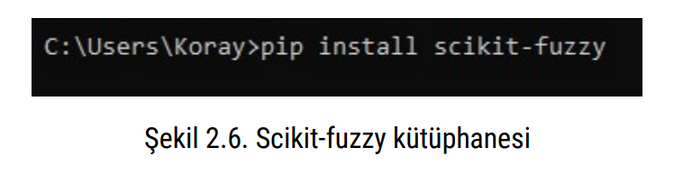 C:\Users\Koray>pip install scikit-fuzzy
Şekil 2.6. Scikit-fuzzy kütüphanesi